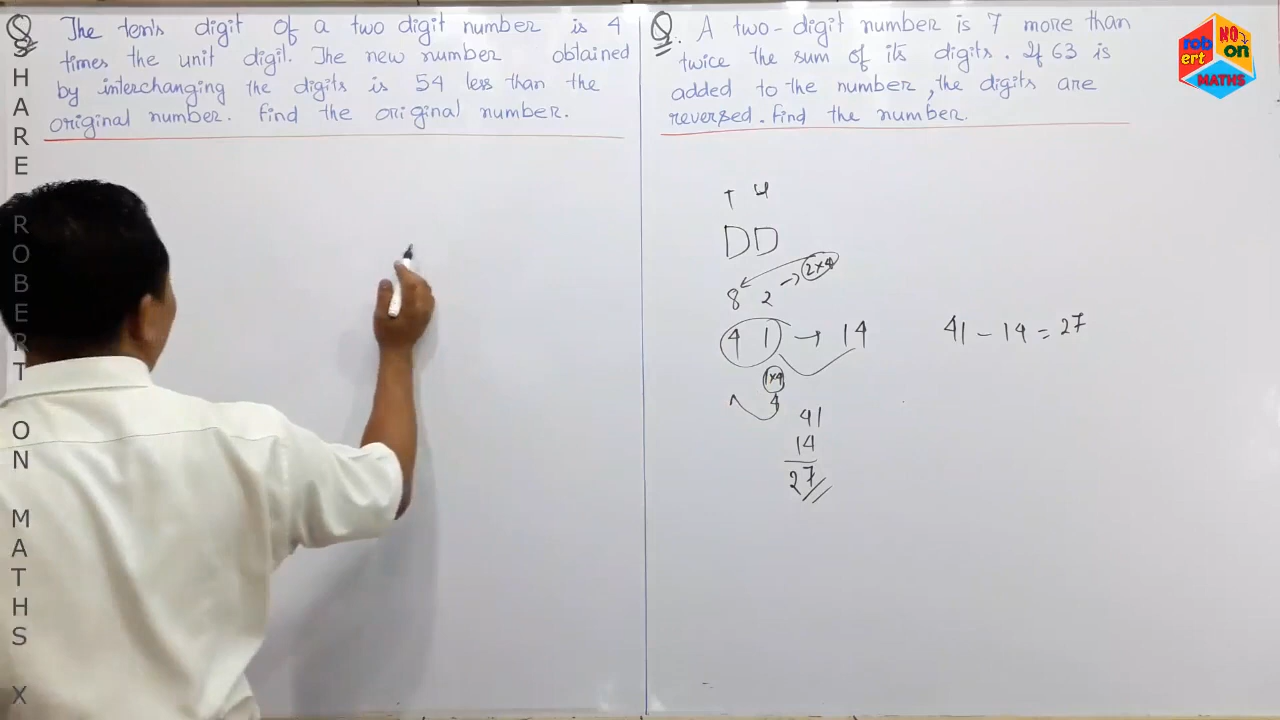 Q. The ten's digit of a two digit number is 4
times the unit digit. The new number obtained
by interchanging the digits is 54 less than the
original number. find the original number.
Q. A two-digit number is 7 more than
twice the sum of its digits. If 63 is
added to the number, the digits are
reversed. Find the number.
T U
DD
8 2 → 2×4
4 1 → 14
41 - 14 = 27
1×4
4
41
14
27
rob ert
NO on
MATHS
SHARE ROBERT ON MATHS X